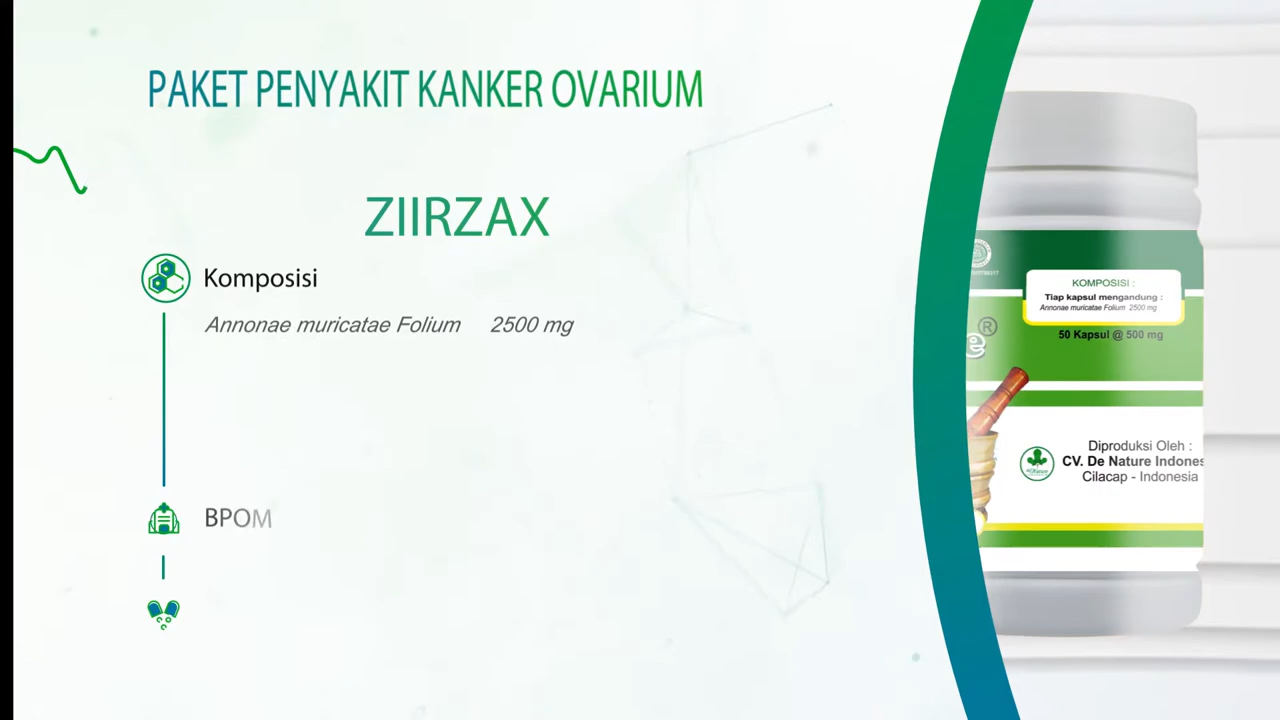 PAKET PENYAKIT KANKER OVARIUM
ZIIRZAX
Komposisi
Annonae muricatae Folium 2500 mg
BPOM
KOMPOSISI :
Tiap kapsul mengandung :
Annonae muricatae Folium 2500 mg
50 Kapsul @ 500 mg
®
Diproduksi Oleh :
CV. De Nature Indones
Cilacap - Indonesia